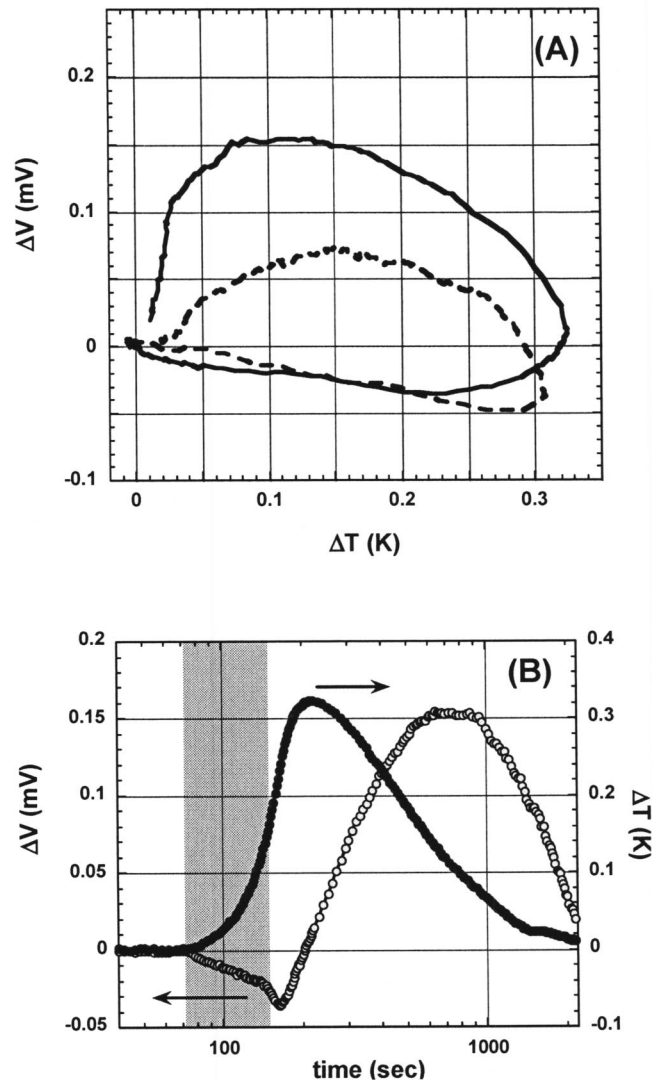 (A)
0.2
0.1
0
-0.1
ΔV (mV)
0 0.1 0.2 0.3
ΔT (K)
(B)
0.2 0.4
0.15 0.3
0.1 0.2
0.05 0.1
0 0
-0.05 -0.1
ΔV (mV)
ΔT (K)
100 1000
time (sec)